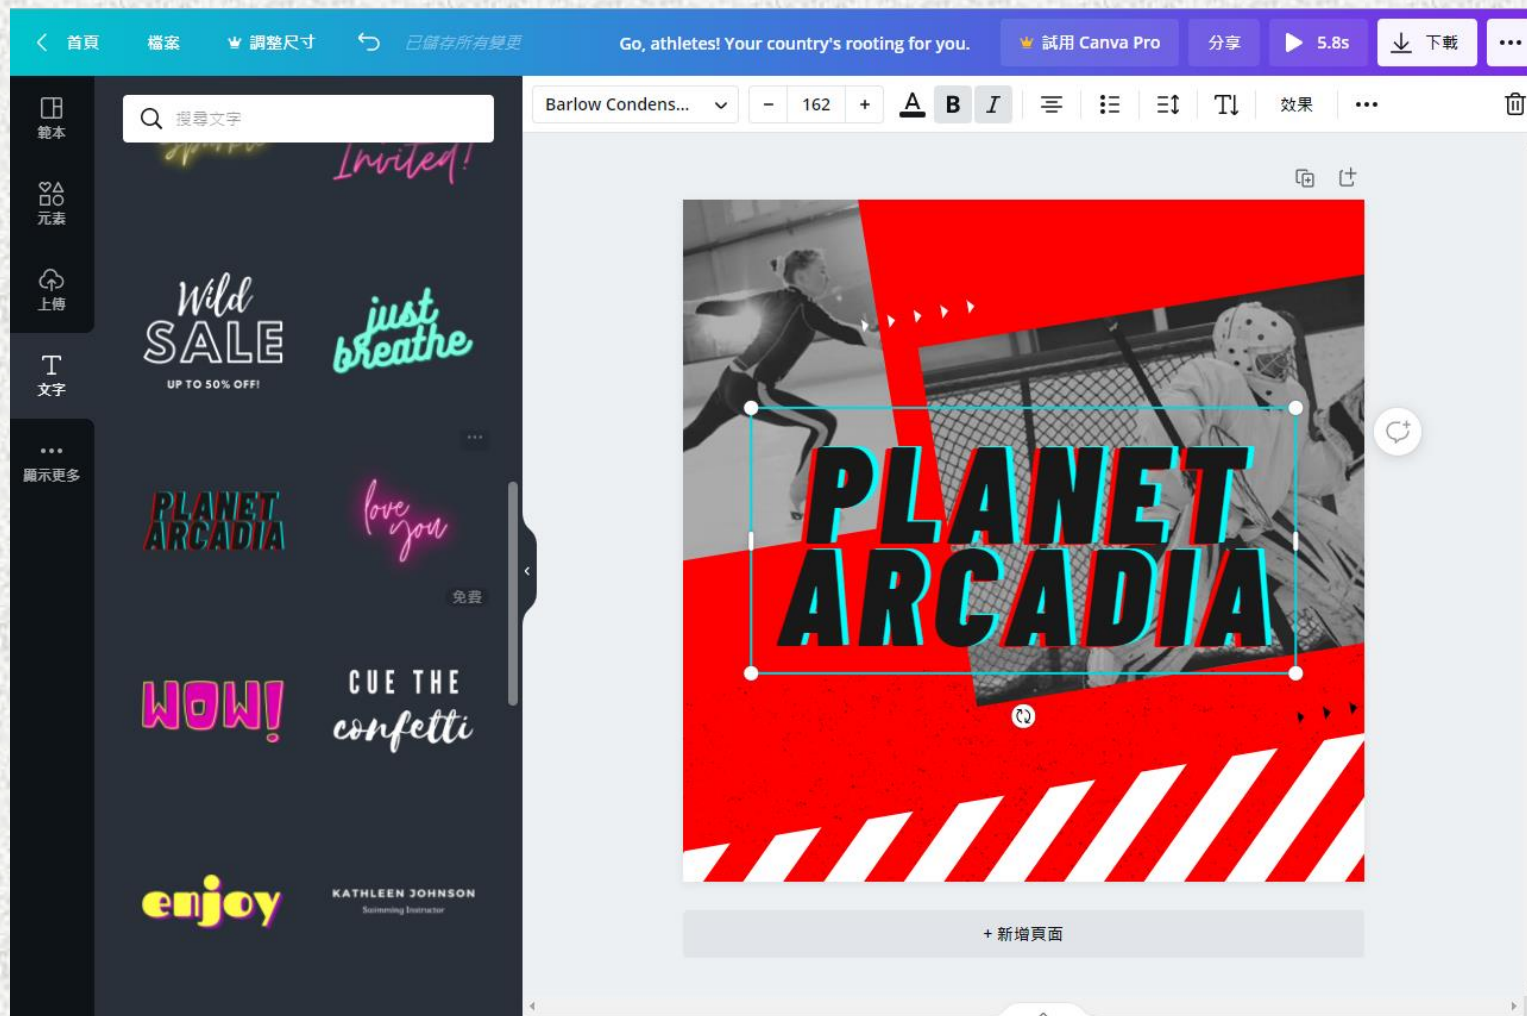 首頁
檔案
調整尺寸
已儲存所有變更
Go, athletes! Your country's rooting for you.
試用 Canva Pro
分享
5.8s
下載
範本
元素
上傳
文字
顯示更多
搜尋文字
Sparkle
Invited!
Wild
SALE
UP TO 50% OFF!
just
breathe
PLANET
ARCADIA
love
you
免費
WOW!
CUE THE
confetti
enjoy
KATHLEEN JOHNSON
Swimming Instructor
Barlow Condens...
162
A
B
I
效果
PLANET
ARCADIA
+ 新增頁面